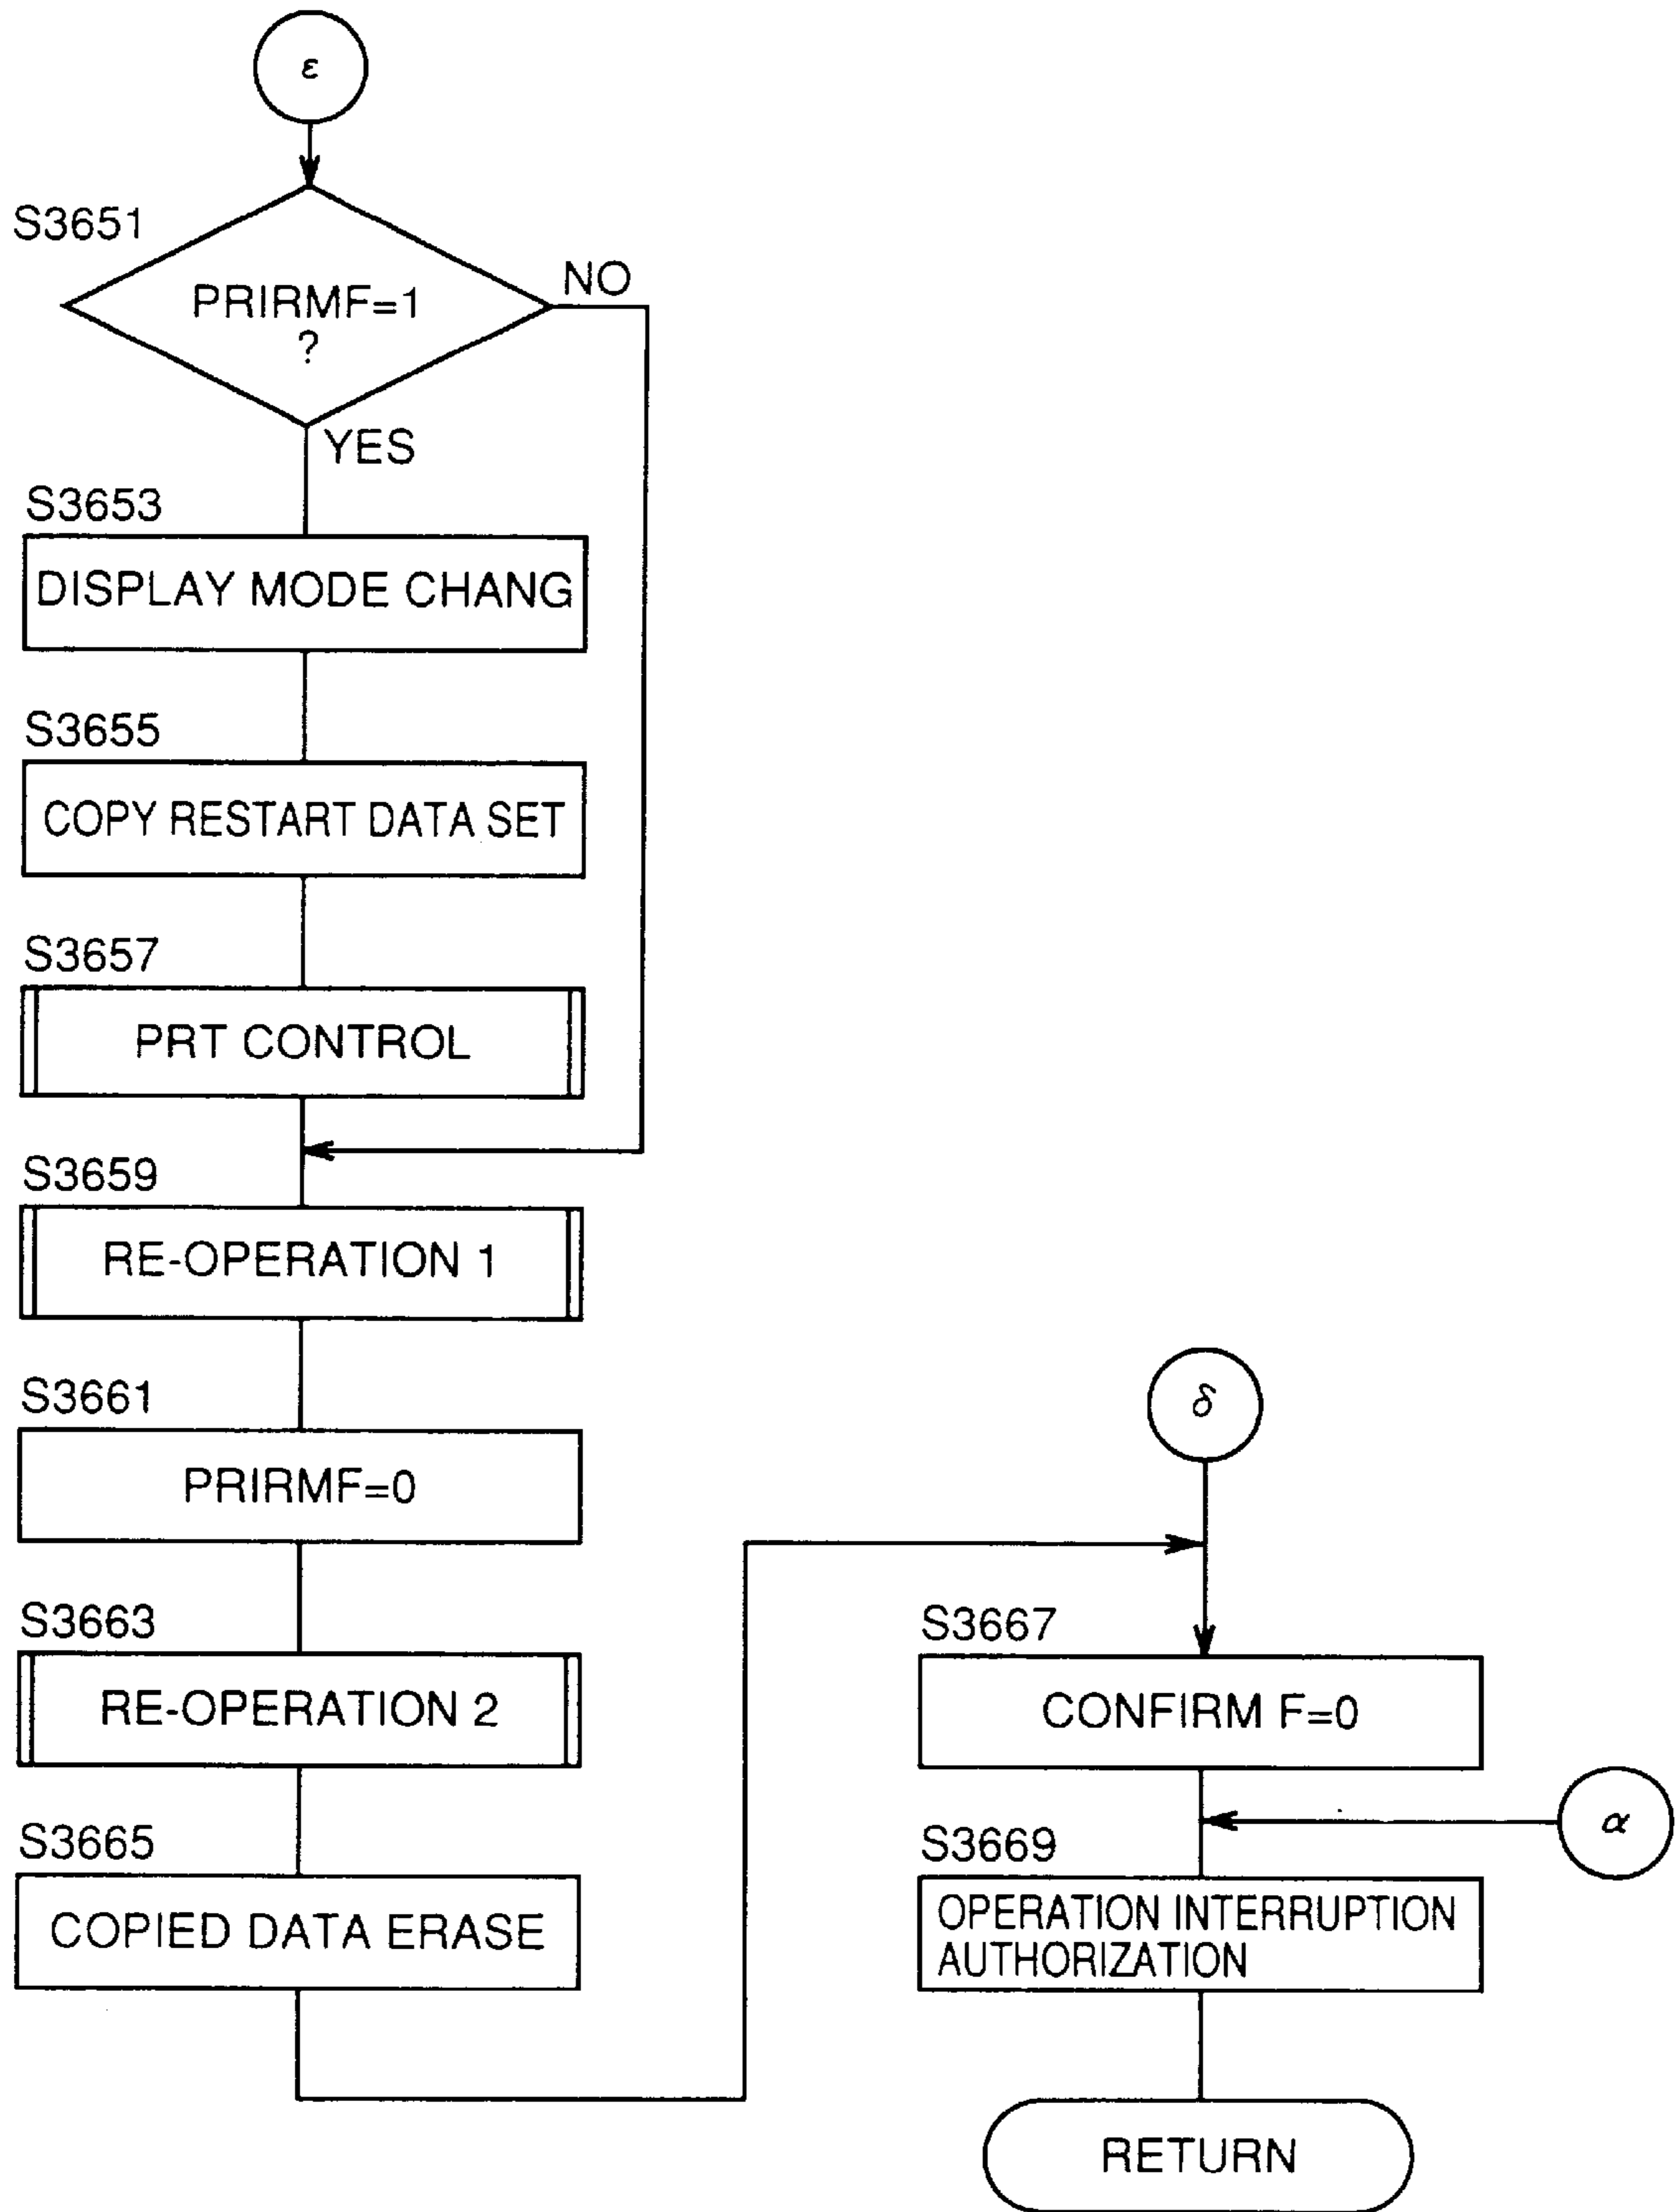 ε
S3651
PRIRMF=1
?
NO
YES
S3653
DISPLAY MODE CHANG
S3655
COPY RESTART DATA SET
S3657
PRT CONTROL
S3659
RE-OPERATION 1
S3661
PRIRMF=0
S3663
RE-OPERATION 2
S3665
COPIED DATA ERASE
δ
S3667
CONFIRM F=0
α
S3669
OPERATION INTERRUPTION
AUTHORIZATION
RETURN